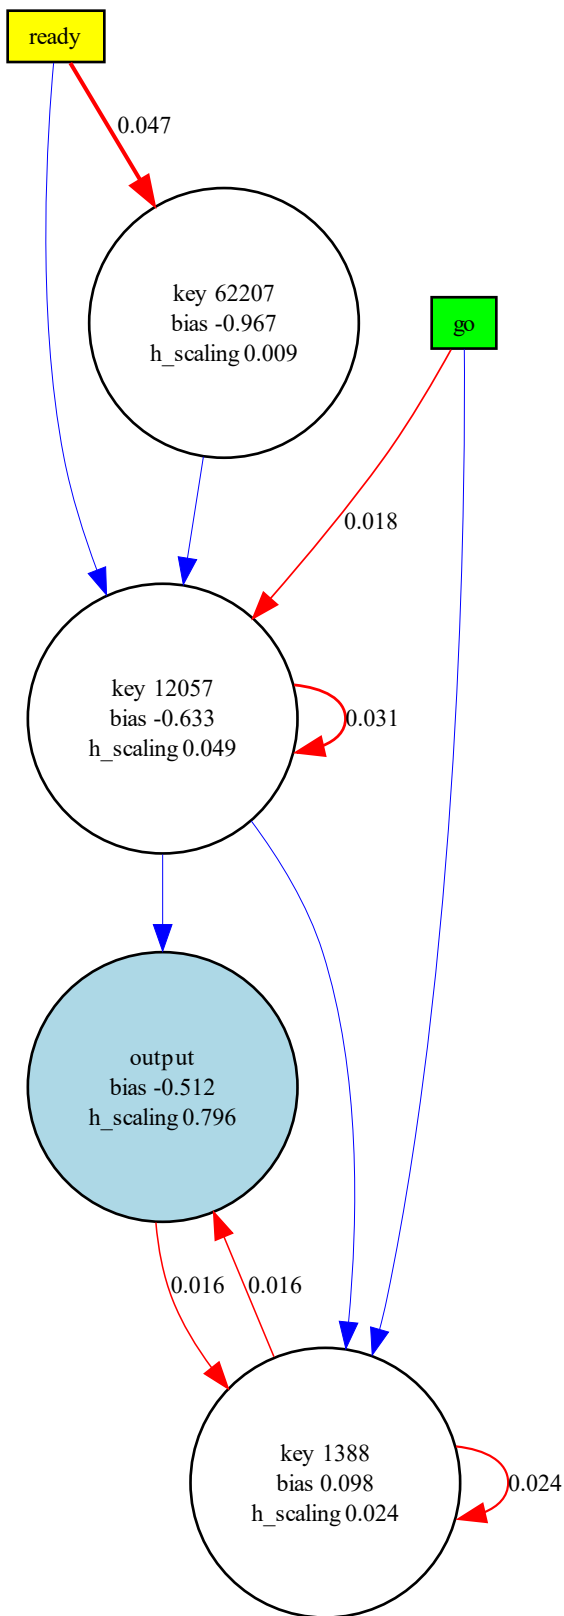 ready
0.047
key 62207
bias -0.967
h_scaling 0.009
go
0.018
key 12057
bias -0.633
h_scaling 0.049
0.031
output
bias -0.512
h_scaling 0.796
0.016
0.016
key 1388
bias 0.098
h_scaling 0.024
0.024